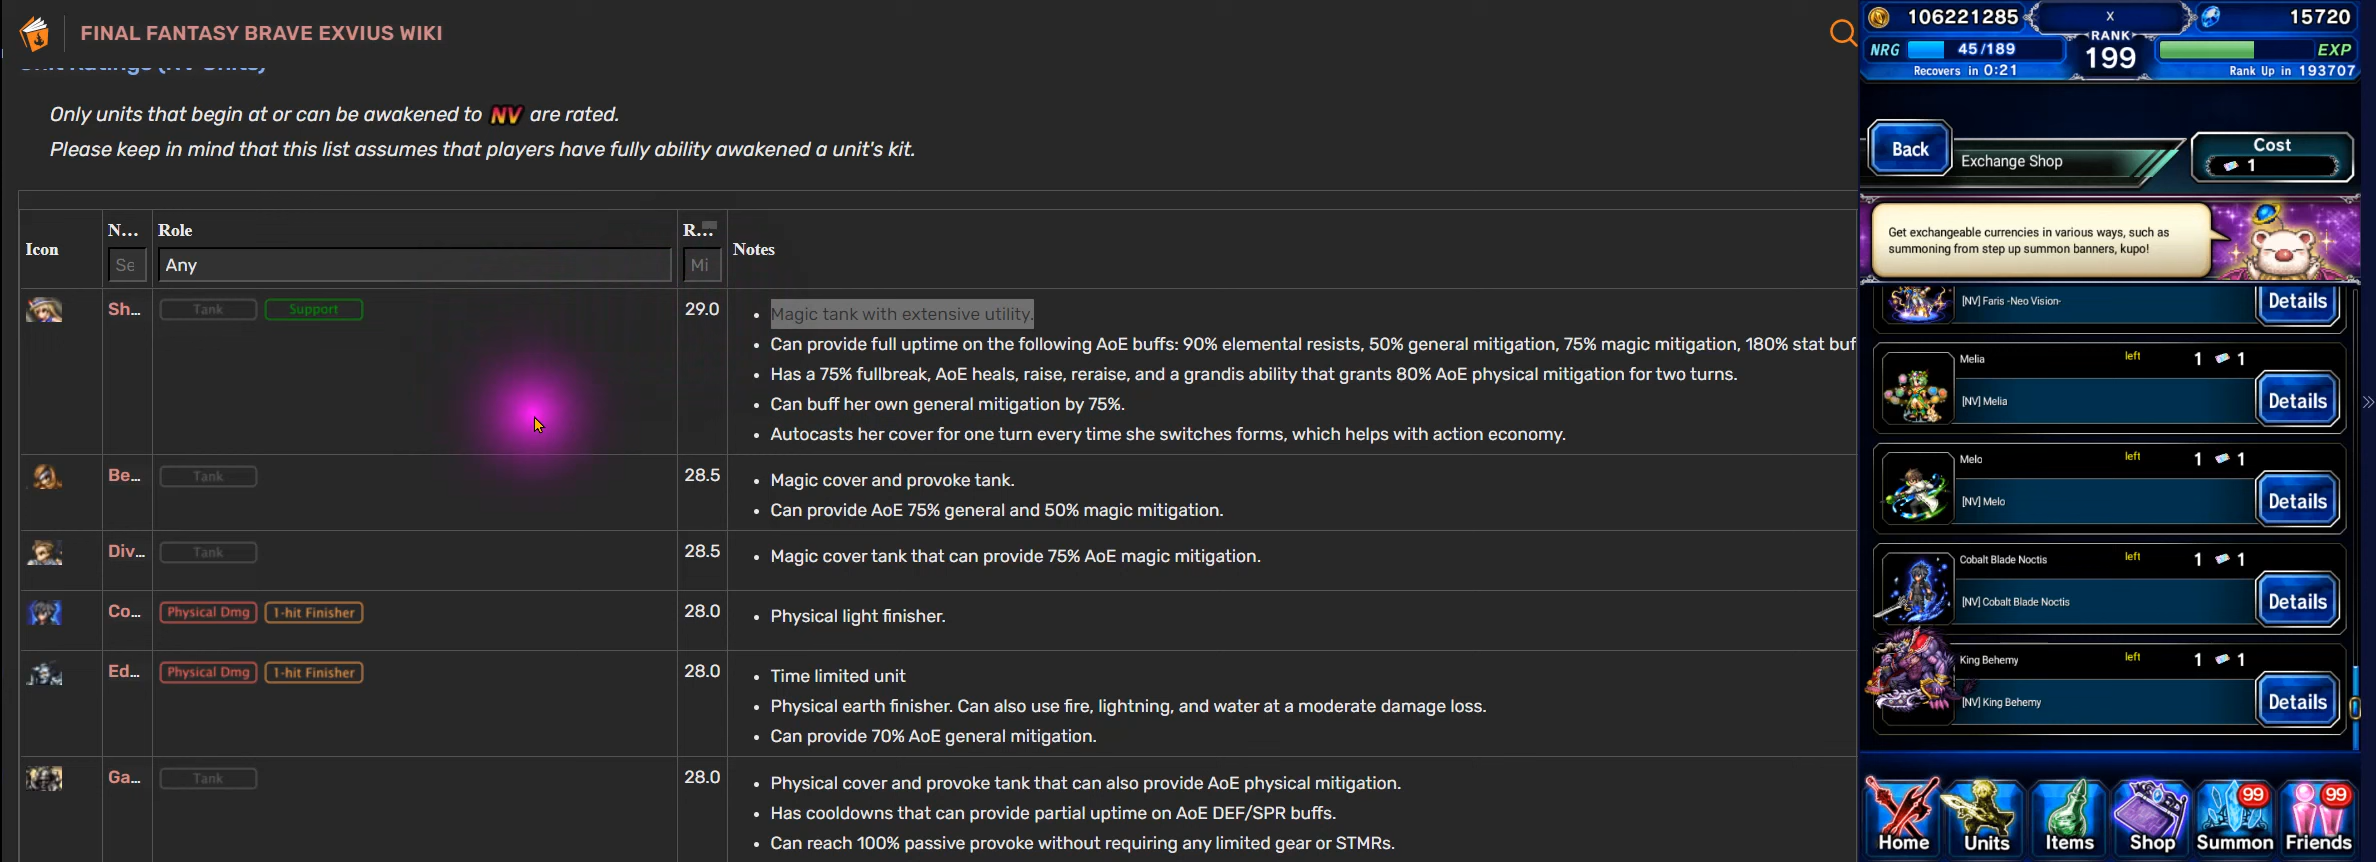 FINAL FANTASY BRAVE EXVIUS WIKI
Unit Ratings (NV Units)
Only units that begin at or can be awakened to NV are rated.
Please keep in mind that this list assumes that players have fully ability awakened a unit's kit.
Icon
N...
Role
R...
Notes
Se
Any
Mi
Sh...
Tank
Support
29.0
Magic tank with extensive utility.
Can provide full uptime on the following AoE buffs: 90% elemental resists, 50% general mitigation, 75% magic mitigation, 180% stat buf
Has a 75% fullbreak, AoE heals, raise, reraise, and a grandis ability that grants 80% AoE physical mitigation for two turns.
Can buff her own general mitigation by 75%.
Autocasts her cover for one turn every time she switches forms, which helps with action economy.
Be...
Tank
28.5
Magic cover and provoke tank.
Can provide AoE 75% general and 50% magic mitigation.
Div...
Tank
28.5
Magic cover tank that can provide 75% AoE magic mitigation.
Co...
Physical Dmg
1-hit Finisher
28.0
Physical light finisher.
Ed...
Physical Dmg
1-hit Finisher
28.0
Time limited unit
Physical earth finisher. Can also use fire, lightning, and water at a moderate damage loss.
Can provide 70% AoE general mitigation.
Ga...
Tank
28.0
Physical cover and provoke tank that can also provide AoE physical mitigation.
Has cooldowns that can provide partial uptime on AoE DEF/SPR buffs.
Can reach 100% passive provoke without requiring any limited gear or STMRs.
106221285
X
15720
NRG
45/189
RANK
199
EXP
Recovers in 0:21
Rank Up in 193707
Back
Exchange Shop
Cost
1
Get exchangeable currencies in various ways, such as
summoning from step up summon banners, kupo!
[NV] Faris -Neo Vision-
Details
Melia
left
1
1
[NV] Melia
Details
Melo
left
1
1
[NV] Melo
Details
Cobalt Blade Noctis
left
1
1
[NV] Cobalt Blade Noctis
Details
King Behemy
left
1
1
[NV] King Behemy
Details
99
99
Home
Units
Items
Shop
Summon
Friends